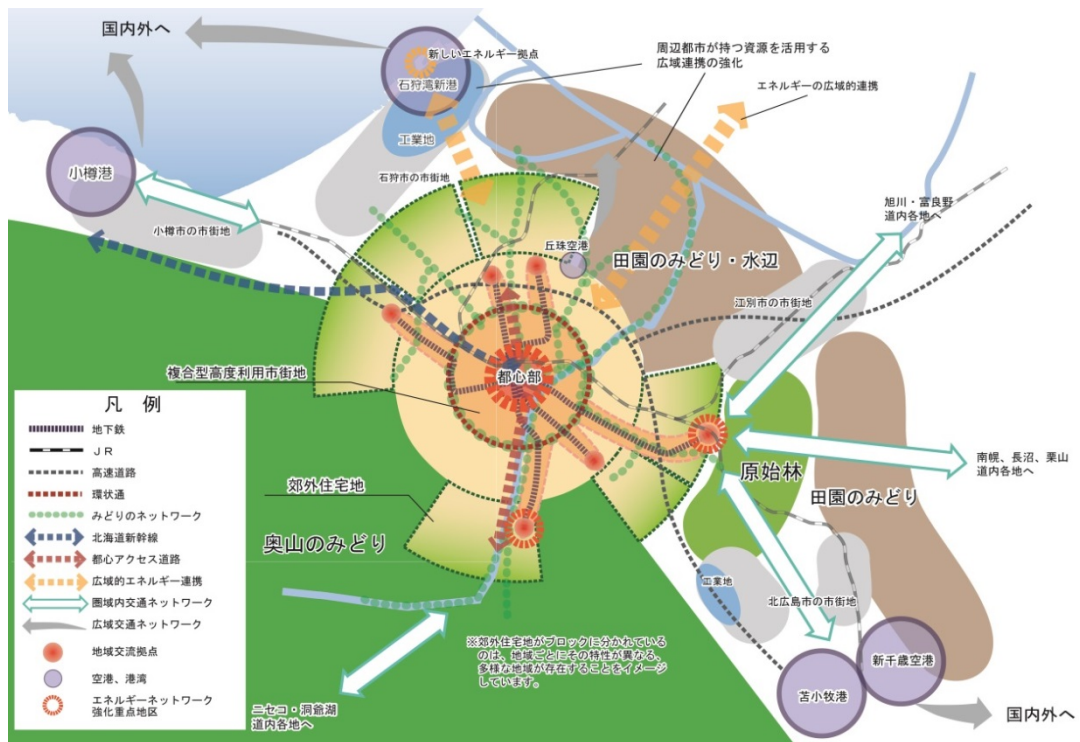 国内外へ
新しいエネルギー拠点
石狩湾新港
周辺都市が持つ資源を活用する
広域連携の強化
エネルギーの広域的連携
工業地
小樽港
石狩市の市街地
旭川・富良野
道内各地へ
小樽市の市街地
丘珠空港
田園のみどり・水辺
江別市の市街地
複合型高度利用市街地
都心部
凡 例
地下鉄
JR
高速道路
環状通
みどりのネットワーク
北海道新幹線
都心アクセス道路
広域的エネルギー連携
圏域内交通ネットワーク
広域交通ネットワーク
地域交流拠点
空港、港湾
エネルギーネットワーク
強化重点地区
南幌、長沼、栗山
道内各地へ
原始林
田園のみどり
郊外住宅地
奥山のみどり
工業地
北広島市の市街地
※郊外住宅地がブロックに分かれている
のは、地域ごとにその特性が異なる、
多様な地域が存在することをイメージ
しています。
新千歳空港
苫小牧港
ニセコ・洞爺湖
道内各地へ
国内外へ